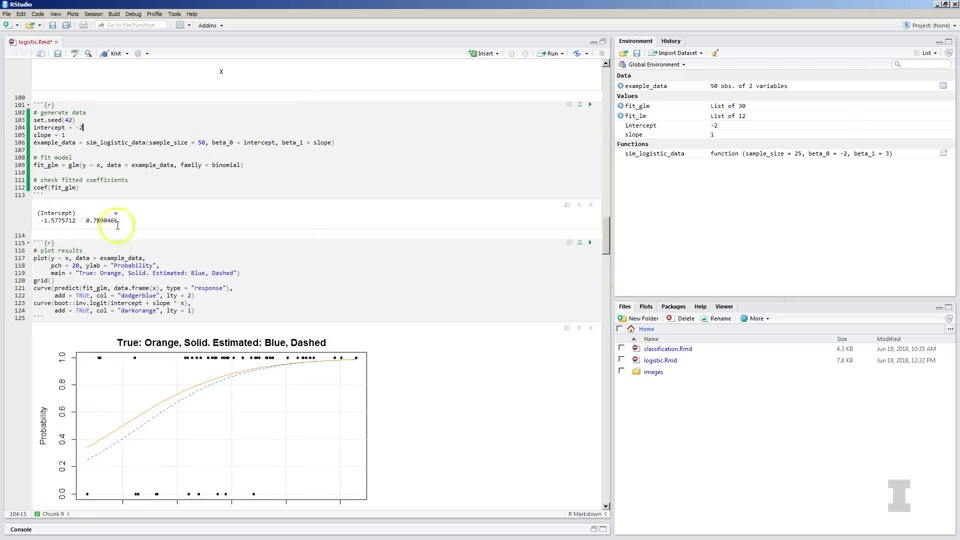 RStudio
File Edit Code View Plots Session Build Debug Profile Tools Help
Go to file/function Addins Project: (None)
logistic.Rmd*
Knit Insert Run
x
100
101 ```{r}
102 # generate data
103 set.seed(42)
104 intercept = -2
105 slope = 1
106 example_data = sim_logistic_data(sample_size = 50, beta_0 = intercept, beta_1 = slope)
107
108 # fit model
109 fit_glm = glm(y ~ x, data = example_data, family = binomial)
110
111 # check fitted coefficients
112 coef(fit_glm)
113 ```
(Intercept) x
-1.5775712 0.7890466
114
115 ```{r}
116 # plot results
117 plot(y ~ x, data = example_data,
118 pch = 20, ylab = "Probability",
119 main = "True: Orange, Solid. Estimated: Blue, Dashed")
120 grid()
121 curve(predict(fit_glm, data.frame(x), type = "response"),
122 add = TRUE, col = "dodgerblue", lty = 2)
123 curve(boot::inv.logit(intercept + slope * x),
124 add = TRUE, col = "darkorange", lty = 1)
125 ```
True: Orange, Solid. Estimated: Blue, Dashed
Probability
1.0
0.8
0.6
0.4
0.2
0.0
104:15 Chunk 9 R Markdown
Console
Environment History
Import Dataset List
Global Environment
Data
example_data 50 obs. of 2 variables
Values
fit_glm List of 30
fit_lm List of 12
intercept -2
slope 1
Functions
sim_logistic_data function (sample_size = 25, beta_0 = -2, beta_1 = 3)
Files Plots Packages Help Viewer
New Folder Delete Rename More
Home
Name Size Modified
classification.Rmd 4.3 KB Jun 19, 2018, 10:35 AM
logistic.Rmd 7.8 KB Jun 19, 2018, 12:32 PM
images
I